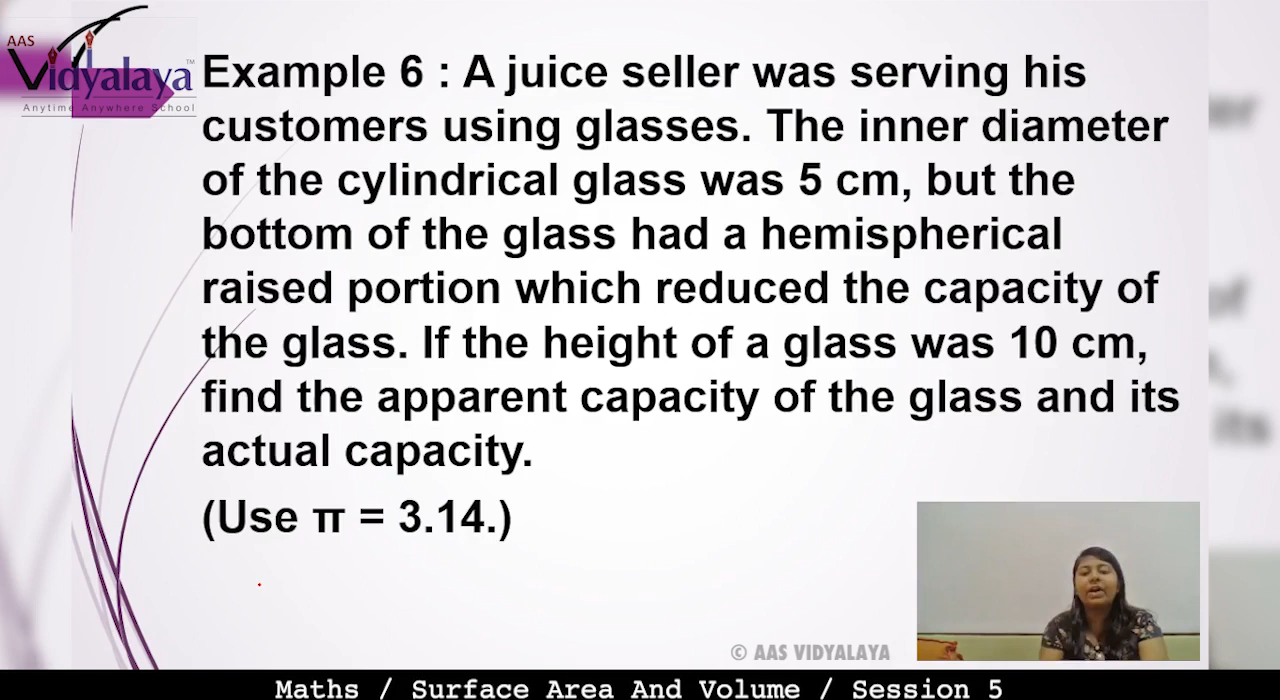 AAS
Vidyalaya
TM
Anytime Anywhere School
Example 6 : A juice seller was serving his
customers using glasses. The inner diameter
of the cylindrical glass was 5 cm, but the
bottom of the glass had a hemispherical
raised portion which reduced the capacity of
the glass. If the height of a glass was 10 cm,
find the apparent capacity of the glass and its
actual capacity.
(Use π = 3.14.)
© AAS VIDYALAYA
Maths / Surface Area And Volume / Session 5